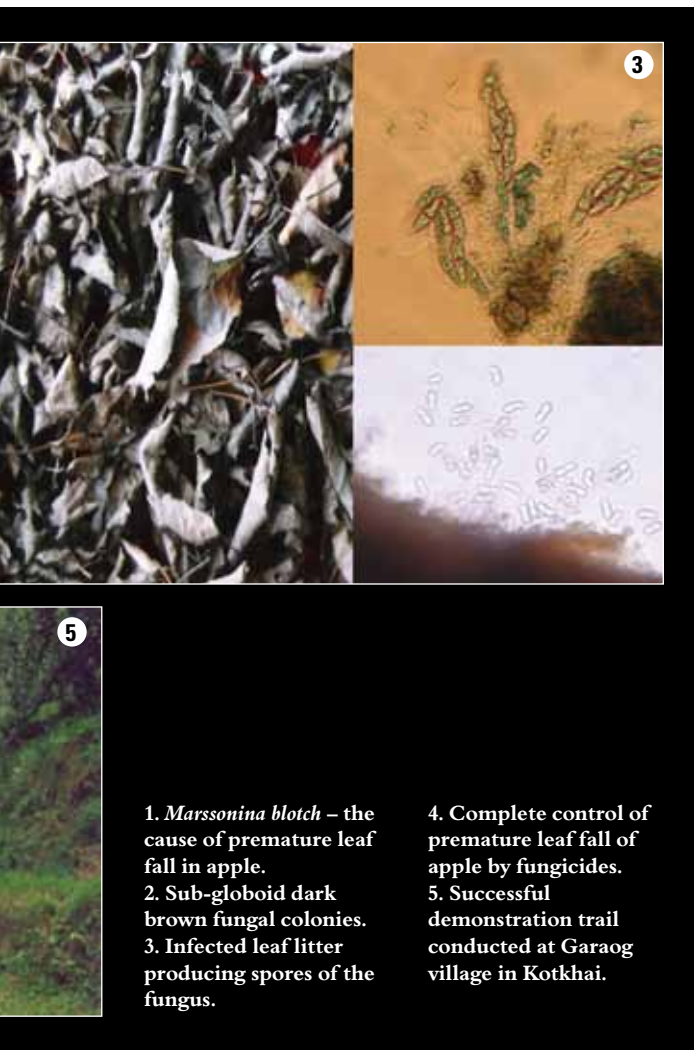 3
5
1. Marssonina blotch – the
cause of premature leaf
fall in apple.
2. Sub-globoid dark
brown fungal colonies.
3. Infected leaf litter
producing spores of the
fungus.
4. Complete control of
premature leaf fall of
apple by fungicides.
5. Successful
demonstration trail
conducted at Garaog
village in Kotkhai.